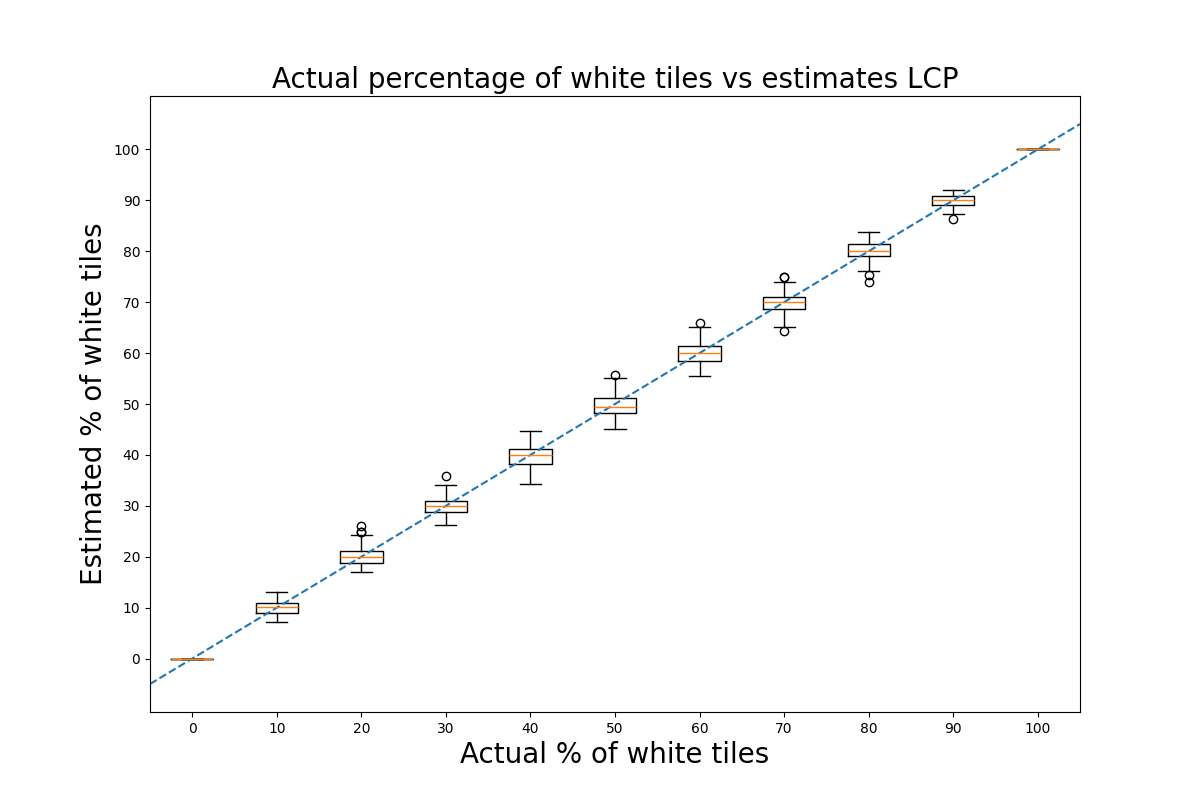 Actual percentage of white tiles vs estimates LCP
Estimated % of white tiles
100
90
80
70
60
50
40
30
20
10
0
0 10 20 30 40 50 60 70 80 90 100
Actual % of white tiles